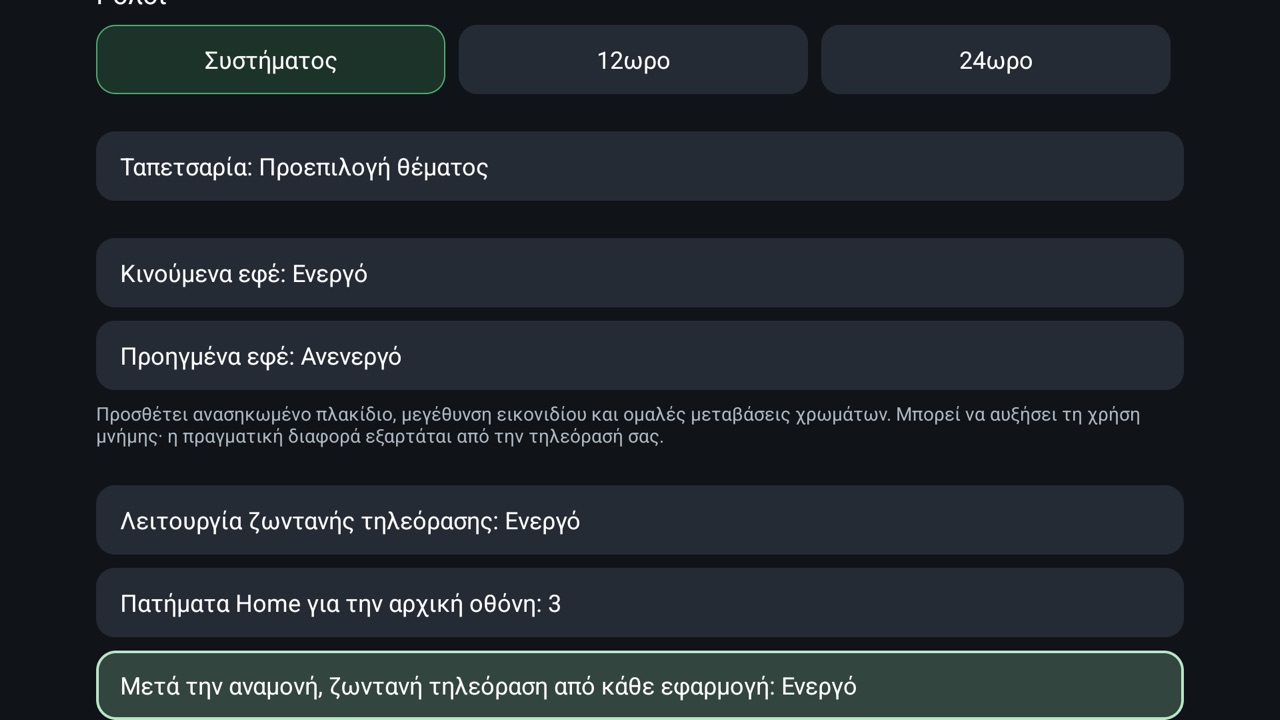 Συστήματος
12ωρο
24ωρο
Ταπετσαρία: Προεπιλογή θέματος
Κινούμενα εφέ: Ενεργό
Προηγμένα εφέ: Ανενεργό
Προσθέτει ανασηκωμένο πλακίδιο, μεγέθυνση εικονιδίου και ομαλές μεταβάσεις χρωμάτων. Μπορεί να αυξήσει τη χρήση
μνήμης· η πραγματική διαφορά εξαρτάται από την τηλεόρασή σας.
Λειτουργία ζωντανής τηλεόρασης: Ενεργό
Πατήματα Home για την αρχική οθόνη: 3
Μετά την αναμονή, ζωντανή τηλεόραση από κάθε εφαρμογή: Ενεργό